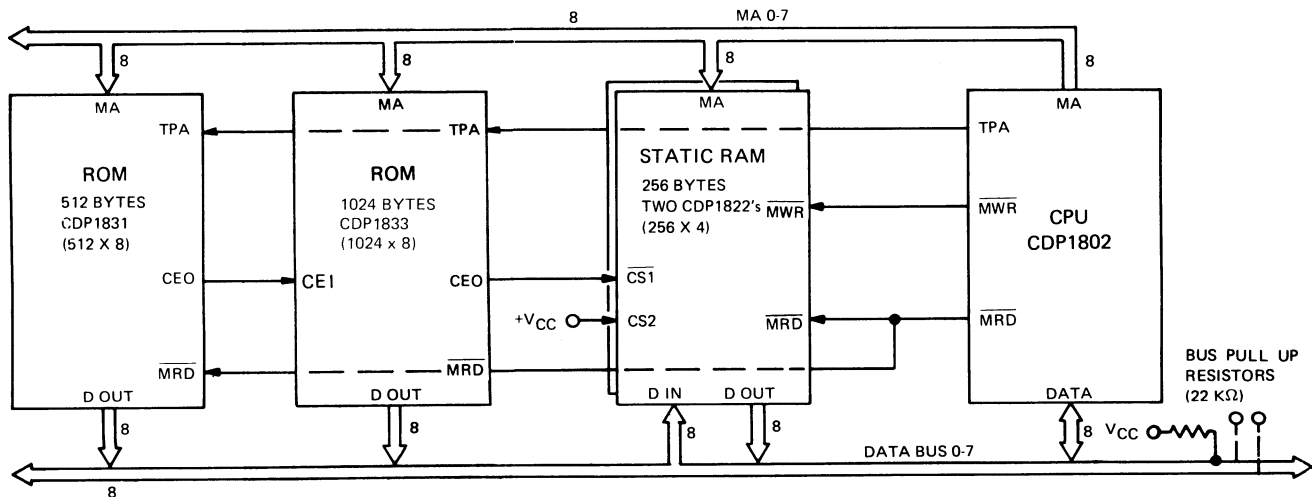 8
MA 0-7
8
8
8
8
MA
TPA
ROM
512 BYTES
CDP1831
(512 X 8)
CEO
MRD
D OUT
8
MA
TPA
ROM
1024 BYTES
CDP1833
(1024 x 8)
CEI
CEO
MRD
D OUT
8
MA
STATIC RAM
256 BYTES
TWO CDP1822's
(256 X 4)
MWR
CS1
+VCC
CS2
MRD
D IN
D OUT
8
8
MA
TPA
MWR
CPU
CDP1802
MRD
DATA
8
BUS PULL UP
RESISTORS
(22 KΩ)
VCC
DATA BUS 0-7
8